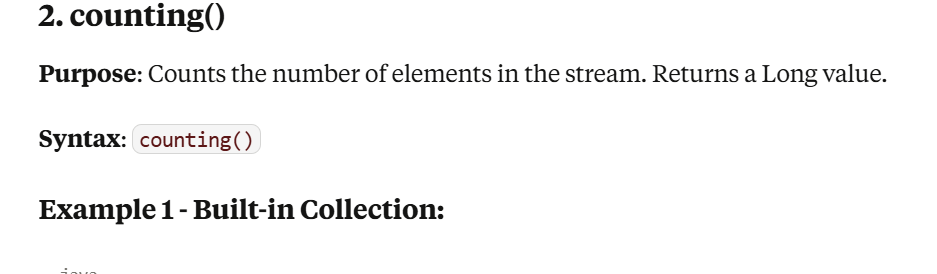 2. counting()
Purpose: Counts the number of elements in the stream. Returns a Long value.
Syntax: counting()
Example 1 - Built-in Collection:
java